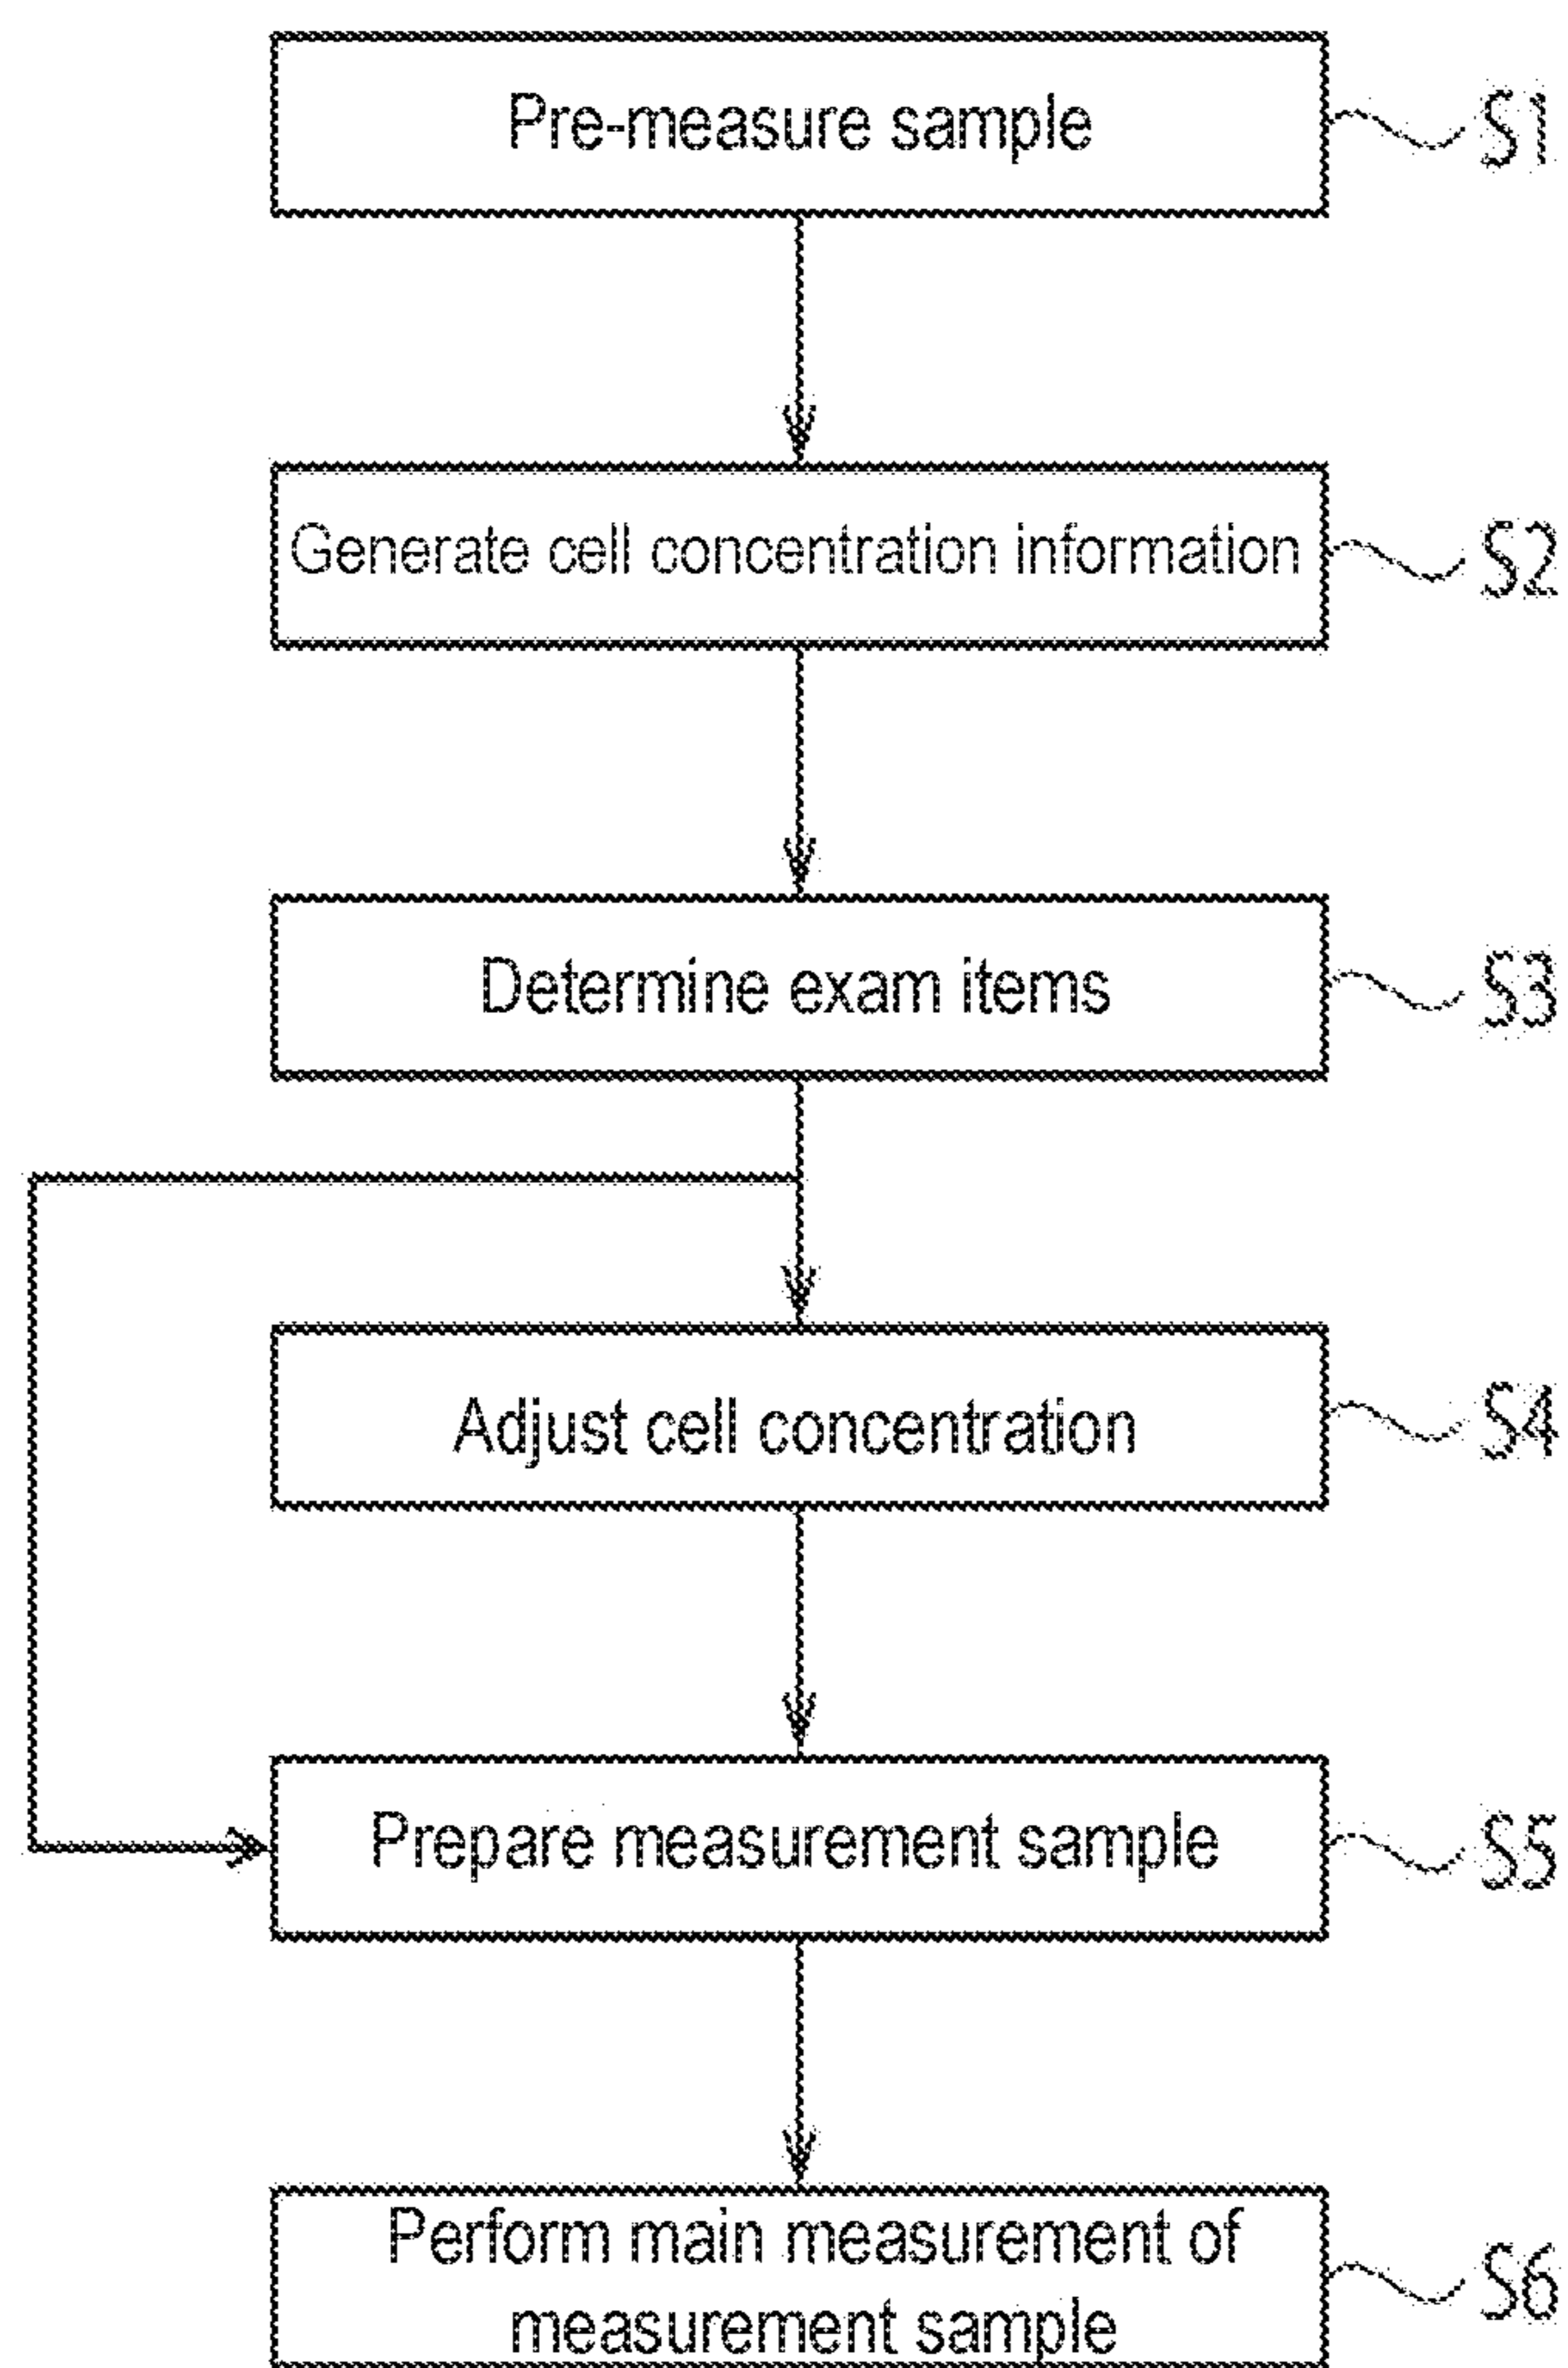 Pre-measure sample
S1
Generate cell concentration information
S2
Determine exam items
S3
Adjust cell concentration
S4
Prepare measurement sample
S5
Perform main measurement of
measurement sample
S6